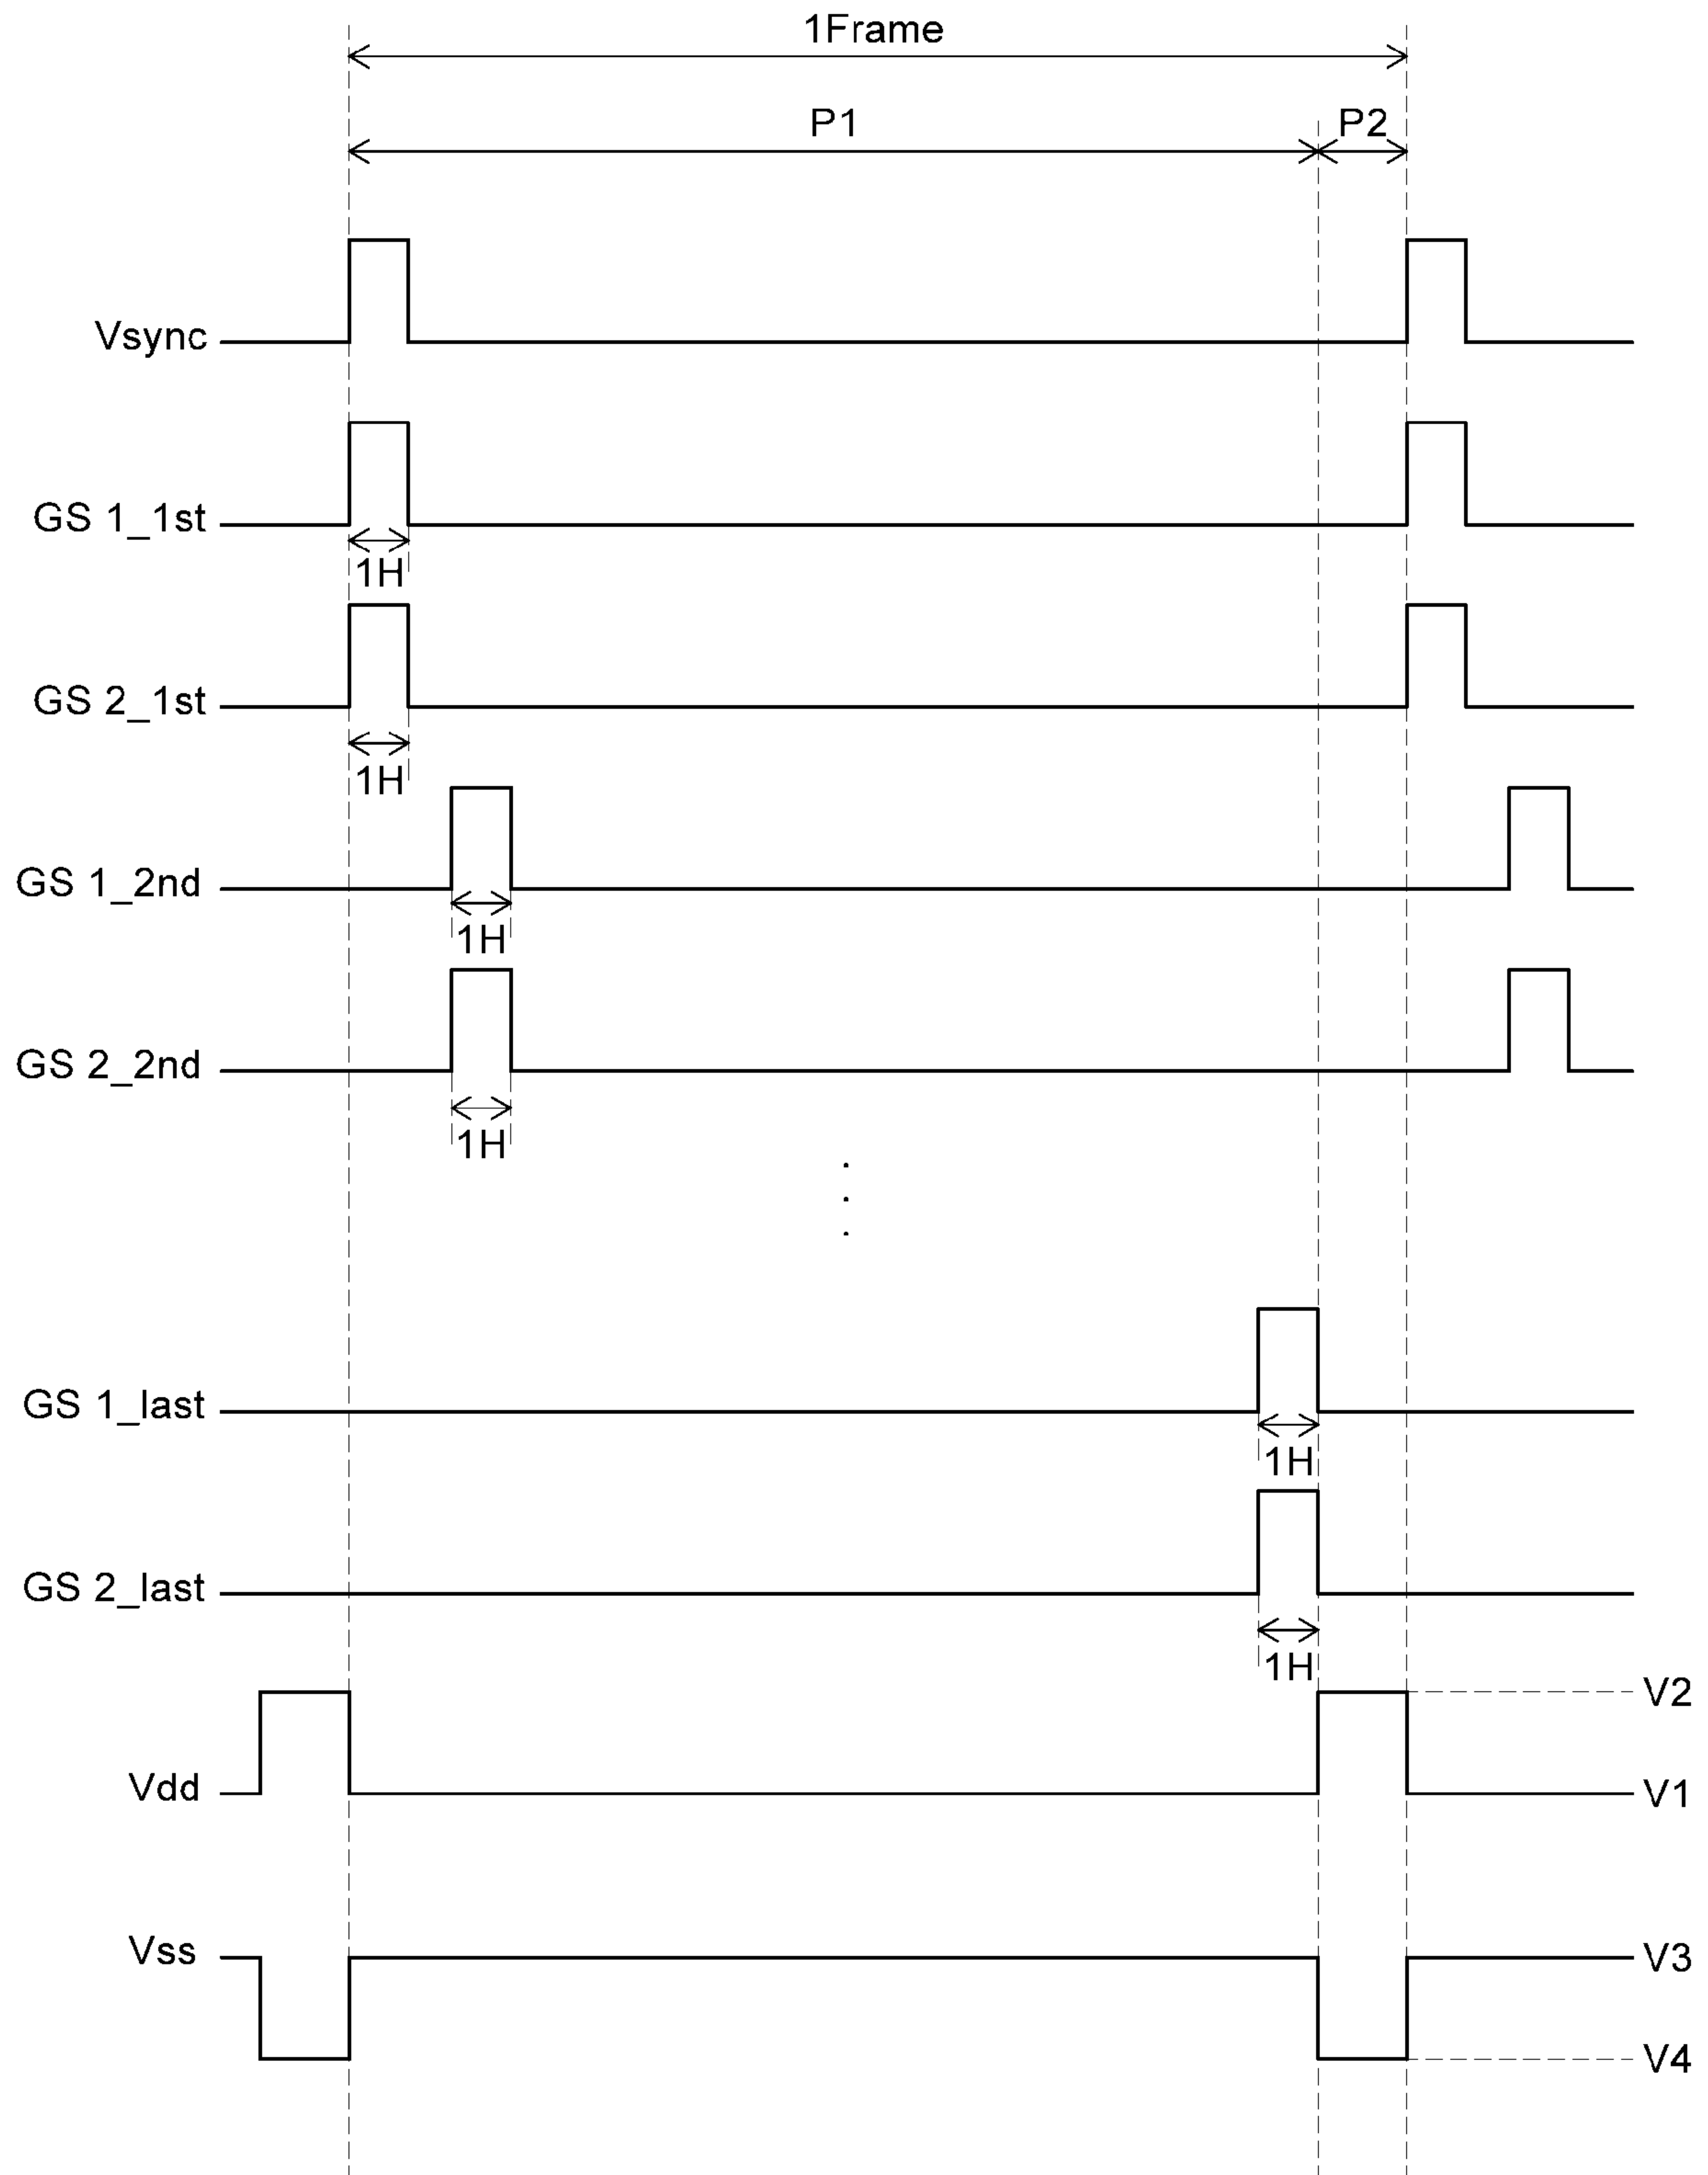 1Frame
P1
P2
Vsync
GS 1_1st
1H
GS 2_1st
1H
GS 1_2nd
1H
GS 2_2nd
1H
GS 1_last
1H
GS 2_last
1H
V2
Vdd
V1
Vss
V3
V4